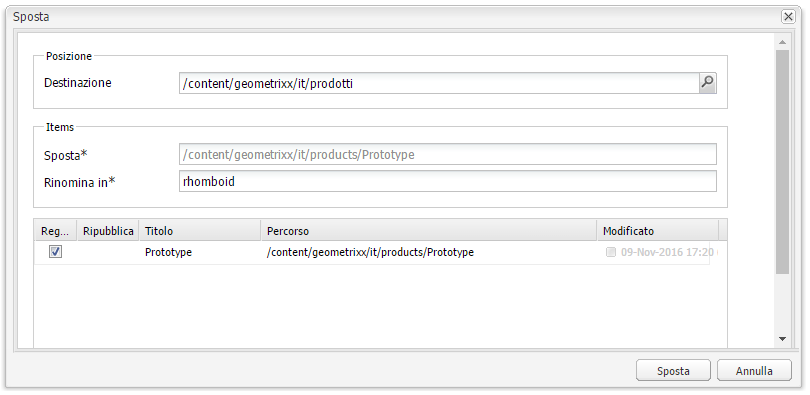 Sposta
Posizione
Destinazione /content/geometrixx/it/prodotti
Items
Sposta* /content/geometrixx/it/products/Prototype
Rinomina in* rhomboid
Reg... Ripubblica Titolo Percorso Modificato
Prototype /content/geometrixx/it/products/Prototype 09-Nov-2016 17:20
Sposta Annulla